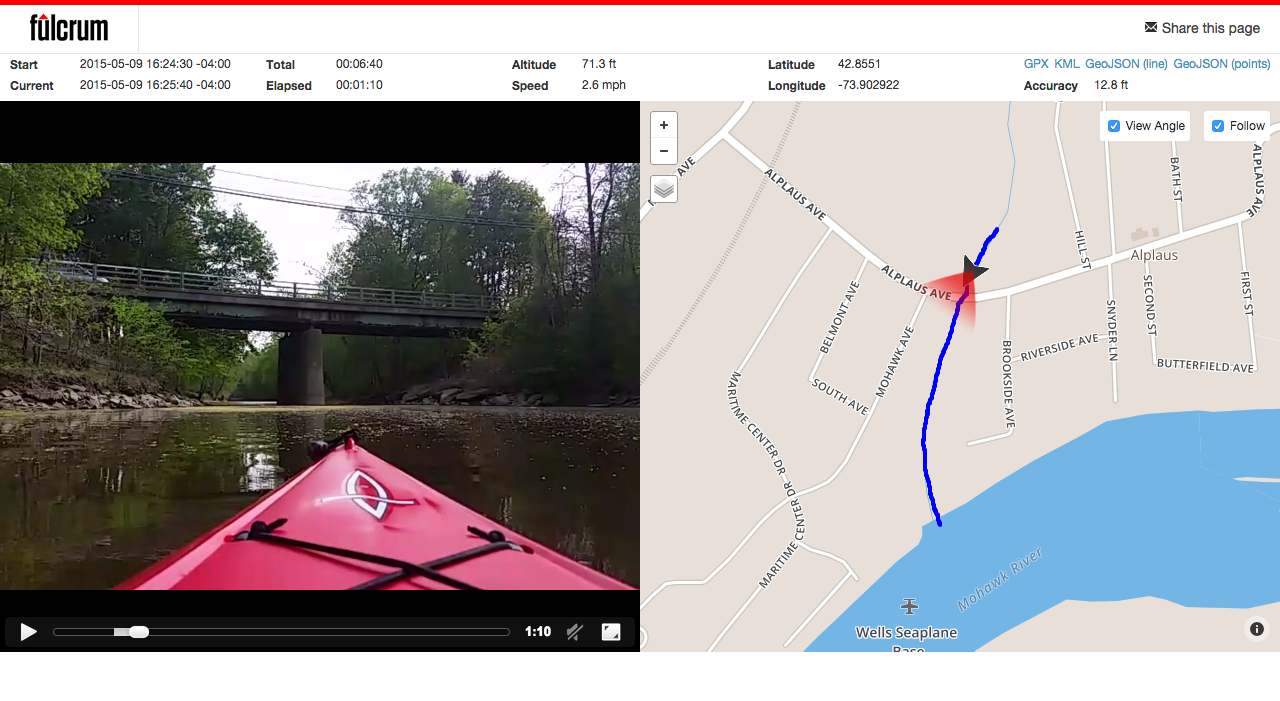 fulcrum
Share this page
Start 2015-05-09 16:24:30 -04:00 Total 00:06:40 Altitude 71.3 ft Latitude 42.8551 GPX KML GeoJSON (line) GeoJSON (points)
Current 2015-05-09 16:25:40 -04:00 Elapsed 00:01:10 Speed 2.6 mph Longitude -73.902922 Accuracy 12.8 ft
+
−
View Angle
Follow
AVE
ALPLAUS AVE
BATH ST
ALPLAUS AVE
HILL ST
Alplaus
ALPLAUS AVE
BELMONT AVE
MOHAWK AVE
SECOND ST
FIRST ST
SNYDER LN
RIVERSIDE AVE
BROOKSIDE AVE
BUTTERFIELD AVE
SOUTH AVE
MARITIME CENTER DR
DR
MARITIME CENTER DR
Mohawk River
Wells Seaplane
Base
1:10